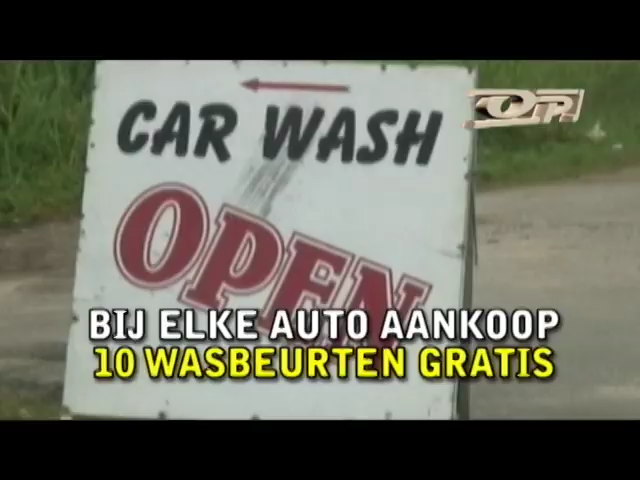 CAR WASH
OPEN
BIJ ELKE AUTO AANKOOP
10 WASBEURTEN GRATIS